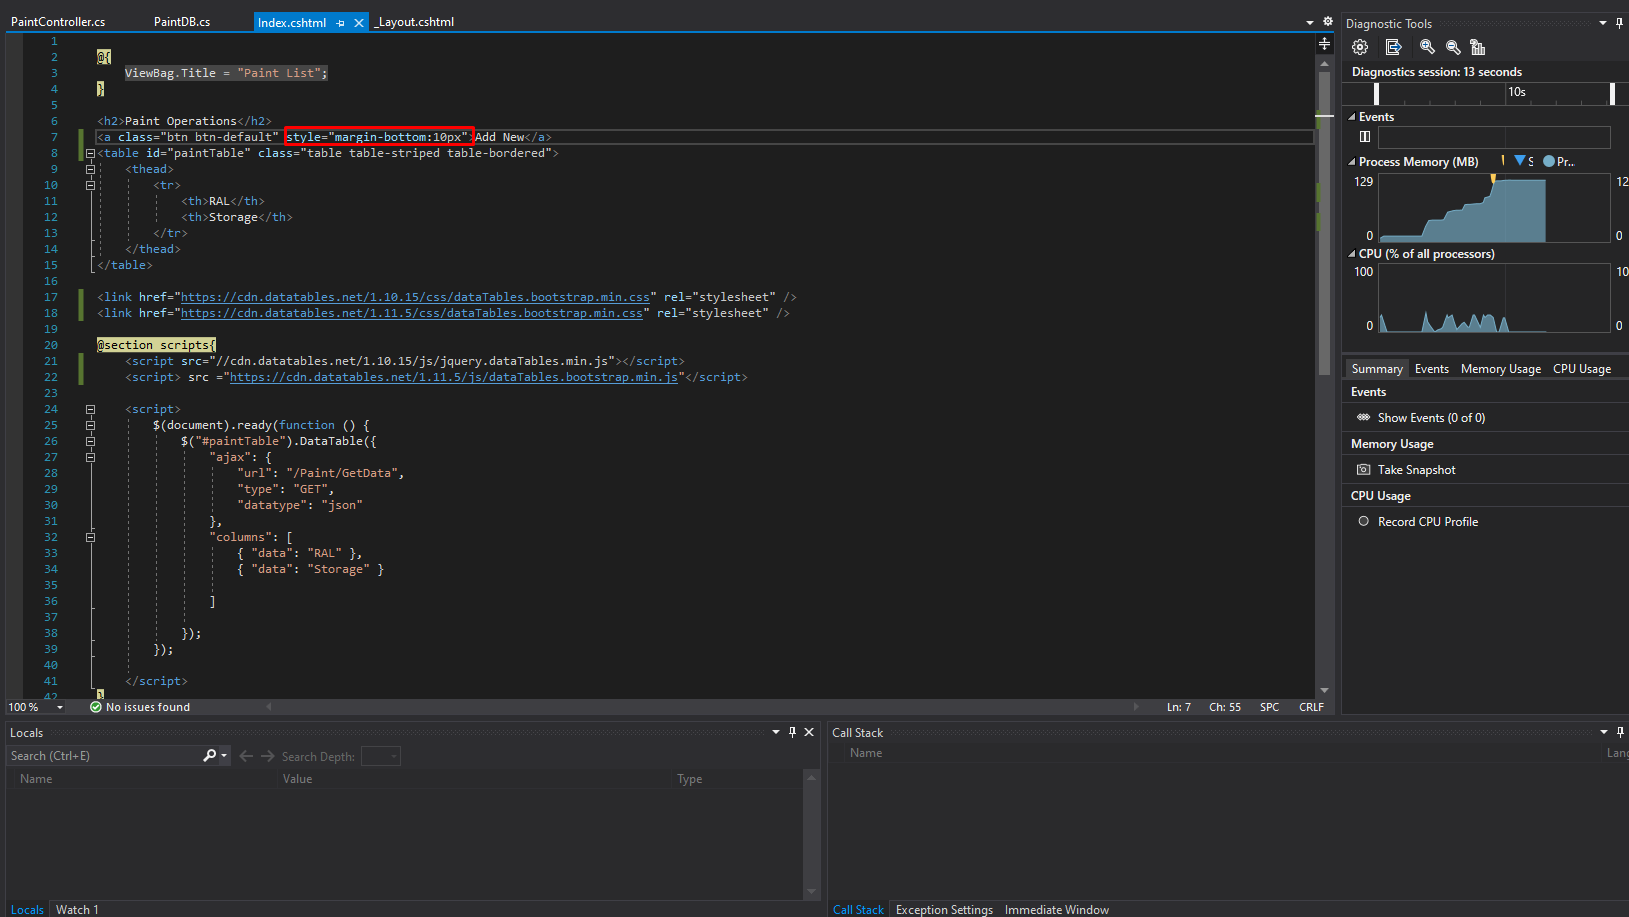 PaintController.cs PaintDB.cs Index.cshtml _Layout.cshtml
1
2 @{
3 ViewBag.Title = "Paint List";
4 }
5
6 <h2>Paint Operations</h2>
7 <a class="btn btn-default" style="margin-bottom:10px">Add New</a>
8 <table id="paintTable" class="table table-striped table-bordered">
9 <thead>
10 <tr>
11 <th>RAL</th>
12 <th>Storage</th>
13 </tr>
14 </thead>
15 </table>
16
17 <link href="https://cdn.datatables.net/1.10.15/css/dataTables.bootstrap.min.css" rel="stylesheet" />
18 <link href="https://cdn.datatables.net/1.11.5/css/dataTables.bootstrap.min.css" rel="stylesheet" />
19
20 @section scripts{
21 <script src="//cdn.datatables.net/1.10.15/js/jquery.dataTables.min.js"></script>
22 <script> src ="https://cdn.datatables.net/1.11.5/js/dataTables.bootstrap.min.js"</script>
23
24 <script>
25 $(document).ready(function () {
26 $("#paintTable").DataTable({
27 "ajax": {
28 "url": "/Paint/GetData",
29 "type": "GET",
30 "datatype": "json"
31 },
32 "columns": [
33 { "data": "RAL" },
34 { "data": "Storage" }
35
36 ]
37
38 });
39 });
40
41 </script>
42 }
100 % No issues found Ln: 7 Ch: 55 SPC CRLF
Diagnostic Tools
Diagnostics session: 13 seconds
10s
Events
Process Memory (MB) S Pr...
129 12
0 0
CPU (% of all processors)
100 10
0 0
Summary Events Memory Usage CPU Usage
Events
Show Events (0 of 0)
Memory Usage
Take Snapshot
CPU Usage
Record CPU Profile
Locals
Search (Ctrl+E) Search Depth:
Name Value Type
Locals Watch 1
Call Stack
Name Lang
Call Stack Exception Settings Immediate Window